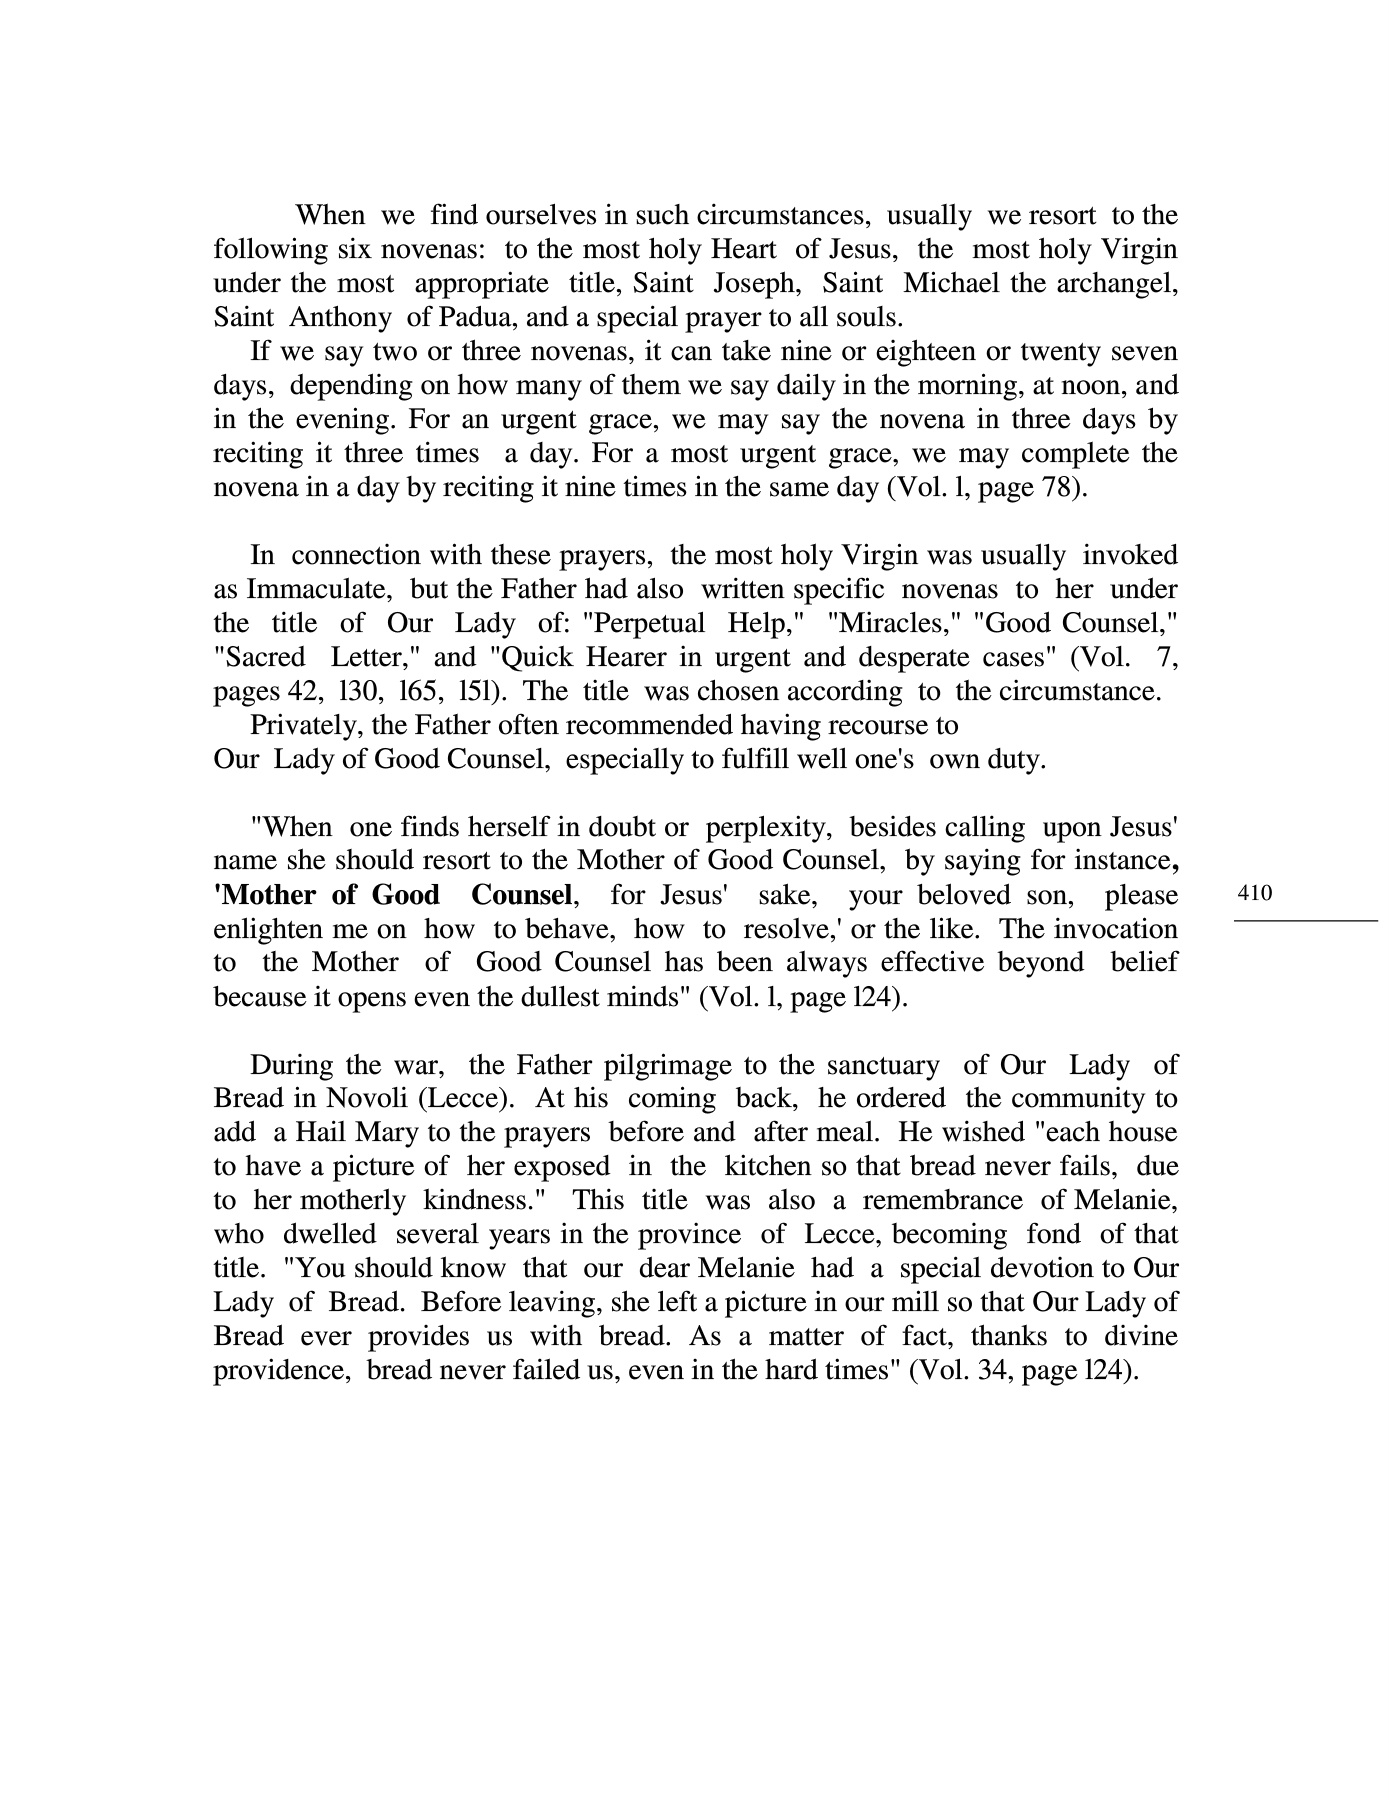 When we find ourselves in such circumstances, usually we resort to the
following six novenas: to the most holy Heart of Jesus, the most holy Virgin
under the most appropriate title, Saint Joseph, Saint Michael the archangel,
Saint Anthony of Padua, and a special prayer to all souls.
If we say two or three novenas, it can take nine or eighteen or twenty seven
days, depending on how many of them we say daily in the morning, at noon, and
in the evening. For an urgent grace, we may say the novena in three days by
reciting it three times a day. For a most urgent grace, we may complete the
novena in a day by reciting it nine times in the same day (Vol. l, page 78).
In connection with these prayers, the most holy Virgin was usually invoked
as Immaculate, but the Father had also written specific novenas to her under
the title of Our Lady of: "Perpetual Help," "Miracles," "Good Counsel,"
"Sacred Letter," and "Quick Hearer in urgent and desperate cases" (Vol. 7,
pages 42, l30, l65, l5l). The title was chosen according to the circumstance.
Privately, the Father often recommended having recourse to
Our Lady of Good Counsel, especially to fulfill well one's own duty.
"When one finds herself in doubt or perplexity, besides calling upon Jesus'
name she should resort to the Mother of Good Counsel, by saying for instance,
'Mother of Good Counsel, for Jesus' sake, your beloved son, please
enlighten me on how to behave, how to resolve,' or the like. The invocation
to the Mother of Good Counsel has been always effective beyond belief
because it opens even the dullest minds" (Vol. l, page l24).
410
During the war, the Father pilgrimage to the sanctuary of Our Lady of
Bread in Novoli (Lecce). At his coming back, he ordered the community to
add a Hail Mary to the prayers before and after meal. He wished "each house
to have a picture of her exposed in the kitchen so that bread never fails, due
to her motherly kindness." This title was also a remembrance of Melanie,
who dwelled several years in the province of Lecce, becoming fond of that
title. "You should know that our dear Melanie had a special devotion to Our
Lady of Bread. Before leaving, she left a picture in our mill so that Our Lady of
Bread ever provides us with bread. As a matter of fact, thanks to divine
providence, bread never failed us, even in the hard times" (Vol. 34, page l24).